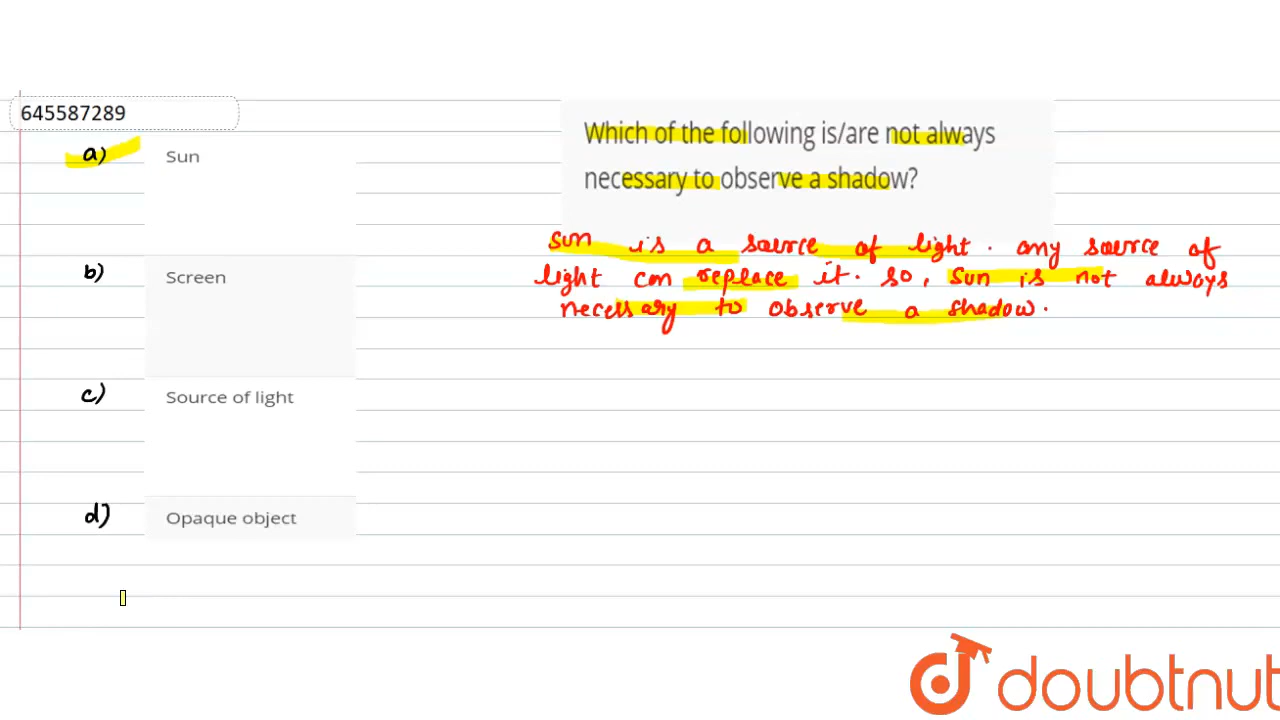 645587289
Which of the following is/are not always
necessary to observe a shadow?
a) Sun
b) Screen
c) Source of light
d) Opaque object
Sun is a source of light. any source of
light can replace it. so, sun is not always
necessary to observe a shadow.
doubtnut